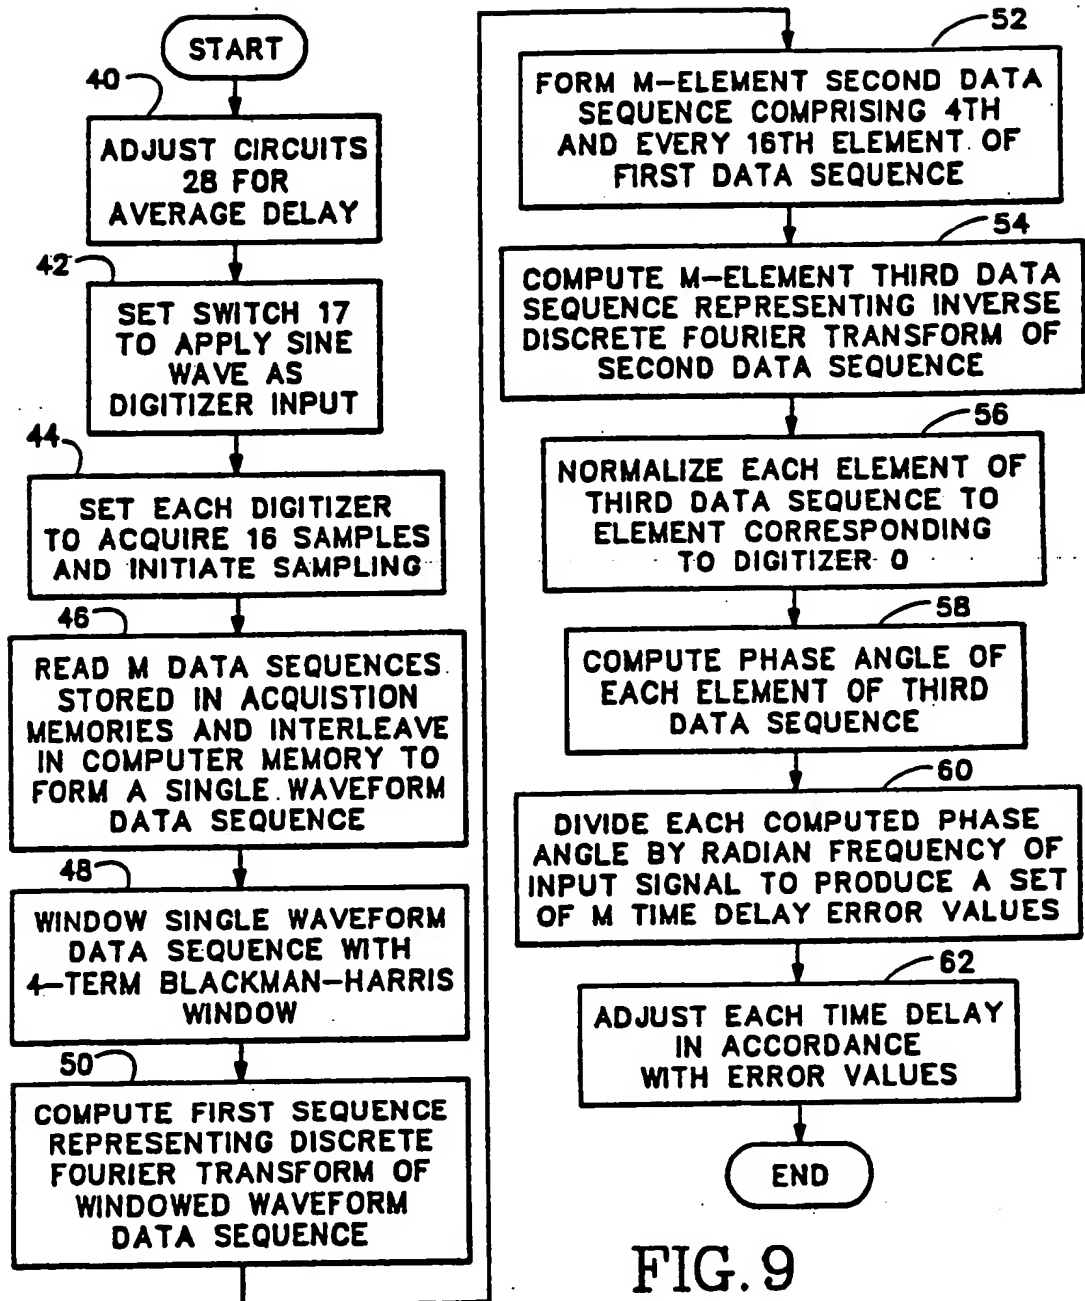 START
40
ADJUST CIRCUITS
28 FOR
AVERAGE DELAY
42
SET SWITCH 17
TO APPLY SINE
WAVE AS
DIGITIZER INPUT
44
SET EACH DIGITIZER
TO ACQUIRE 16 SAMPLES
AND INITIATE SAMPLING
46
READ M DATA SEQUENCES
STORED IN ACQUISTION
MEMORIES AND INTERLEAVE
IN COMPUTER MEMORY TO
FORM A SINGLE WAVEFORM
DATA SEQUENCE
48
WINDOW SINGLE WAVEFORM
DATA SEQUENCE WITH
4-TERM BLACKMAN-HARRIS
WINDOW
50
COMPUTE FIRST SEQUENCE
REPRESENTING DISCRETE
FOURIER TRANSFORM OF
WINDOWED WAVEFORM
DATA SEQUENCE
52
FORM M-ELEMENT SECOND DATA
SEQUENCE COMPRISING 4TH
AND EVERY 16TH ELEMENT OF
FIRST DATA SEQUENCE
54
COMPUTE M-ELEMENT THIRD DATA
SEQUENCE REPRESENTING INVERSE
DISCRETE FOURIER TRANSFORM OF
SECOND DATA SEQUENCE
56
NORMALIZE EACH ELEMENT OF
THIRD DATA SEQUENCE TO
ELEMENT CORRESPONDING
TO DIGITIZER 0
58
COMPUTE PHASE ANGLE OF
EACH ELEMENT OF THIRD
DATA SEQUENCE
60
DIVIDE EACH COMPUTED PHASE
ANGLE BY RADIAN FREQUENCY OF
INPUT SIGNAL TO PRODUCE A SET
OF M TIME DELAY ERROR VALUES
62
ADJUST EACH TIME DELAY
IN ACCORDANCE
WITH ERROR VALUES
END
FIG. 9